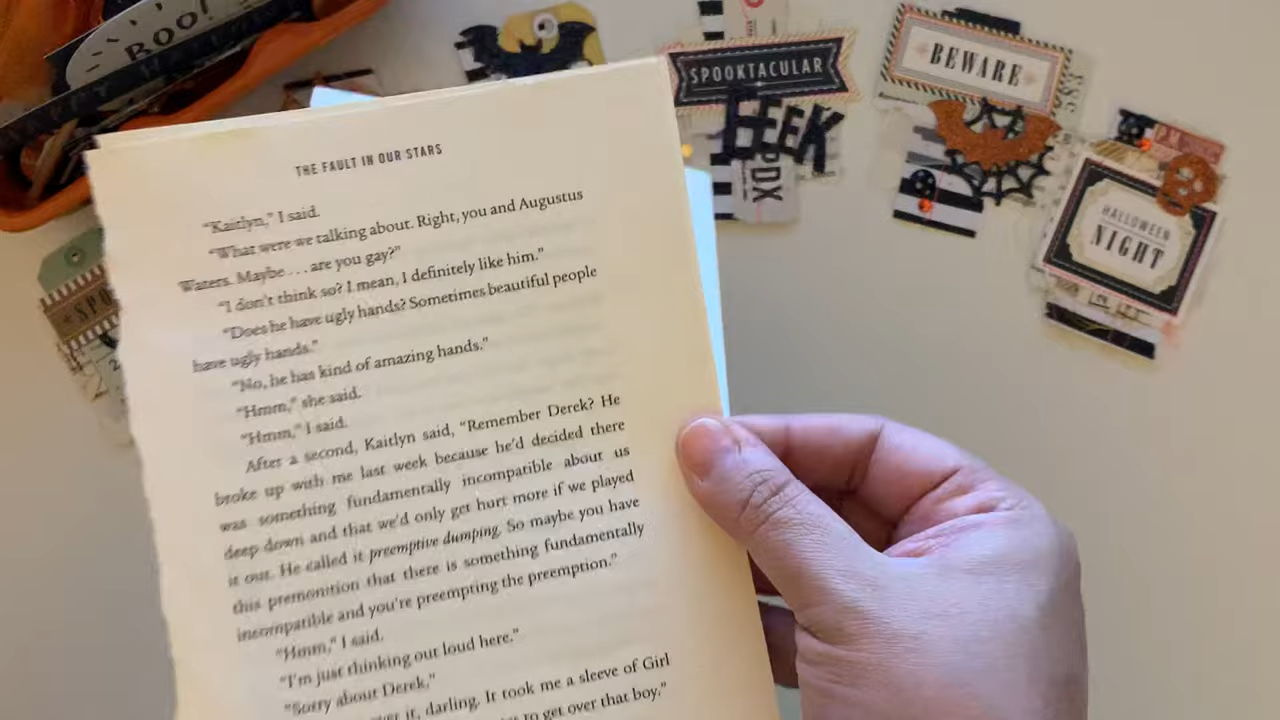 BOO!
SPOOKTACULAR
EEK
PDX
BEWARE
HALLOWEEN
NIGHT
THE FAULT IN OUR STARS
“Kaitlyn,” I said.
“What were we talking about. Right, you and Augustus
Waters. Maybe . . . are you gay?”
“I don’t think so? I mean, I definitely like him.”
“Does he have ugly hands? Sometimes beautiful people
have ugly hands.”
“No, he has kind of amazing hands.”
“Hmm,” she said.
“Hmm,” I said.
After a second, Kaitlyn said, “Remember Derek? He
broke up with me last week because he’d decided there
was something fundamentally incompatible about us
deep down and that we’d only get hurt more if we played
it out. He called it preemptive dumping. So maybe you have
this premonition that there is something fundamentally
incompatible and you’re preempting the preemption.”
“Hmm,” I said.
“I’m just thinking out loud here.”
“Sorry about Derek.”
it, darling. It took me a sleeve of Girl
to get over that boy.”